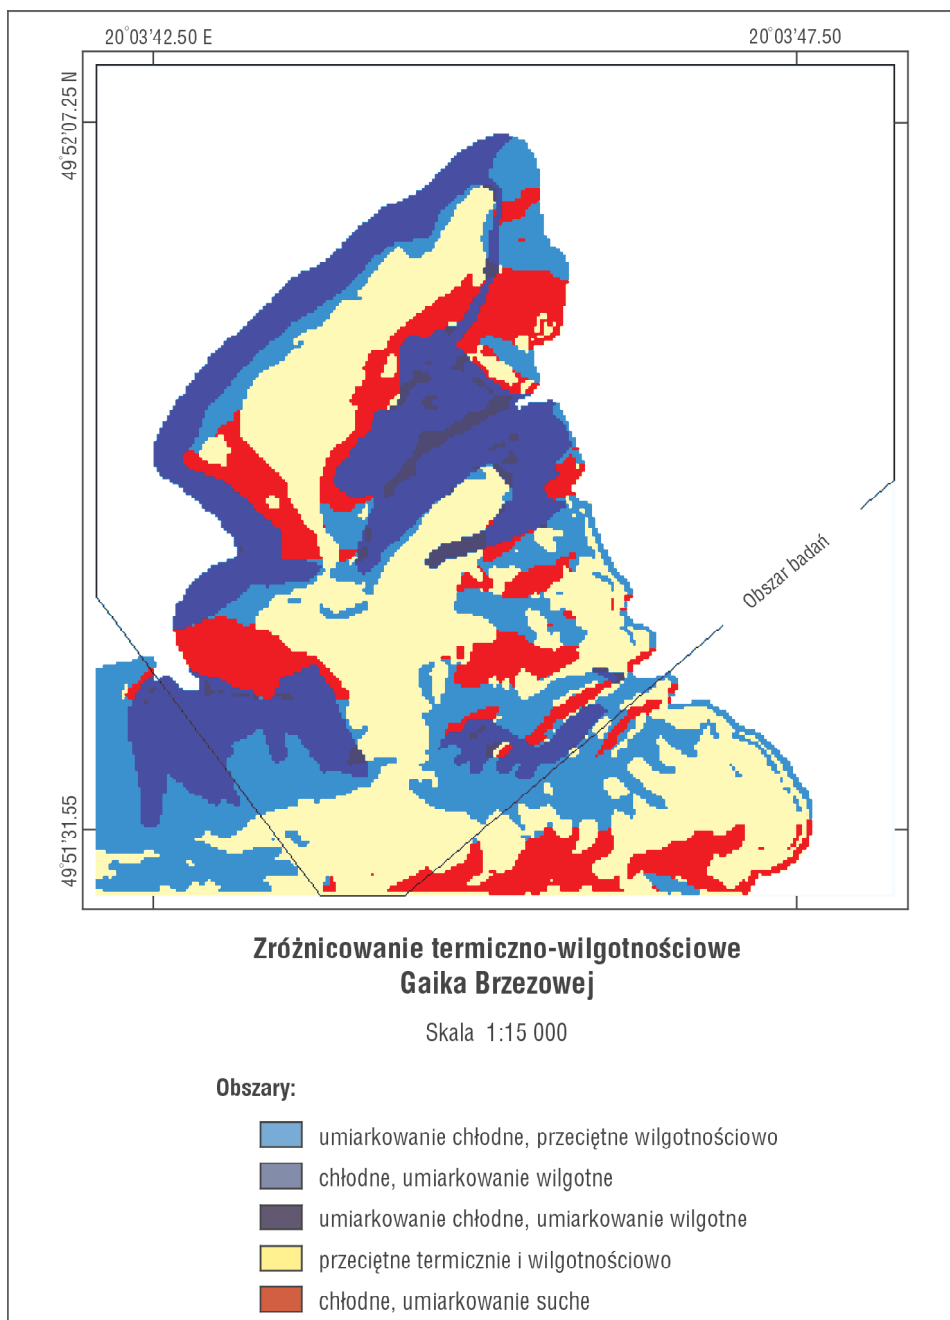 20°03'42.50 E
20°03'47.50
49°52'07.25 N
Obszar badań
49°51'31.55
Zróżnicowanie termiczno-wilgotnościowe
Gaika Brzezowej
Skala 1:15 000
Obszary:
umiarkowanie chłodne, przeciętne wilgotnościowo
chłodne, umiarkowanie wilgotne
umiarkowanie chłodne, umiarkowanie wilgotne
przeciętne termicznie i wilgotnościowo
chłodne, umiarkowanie suche